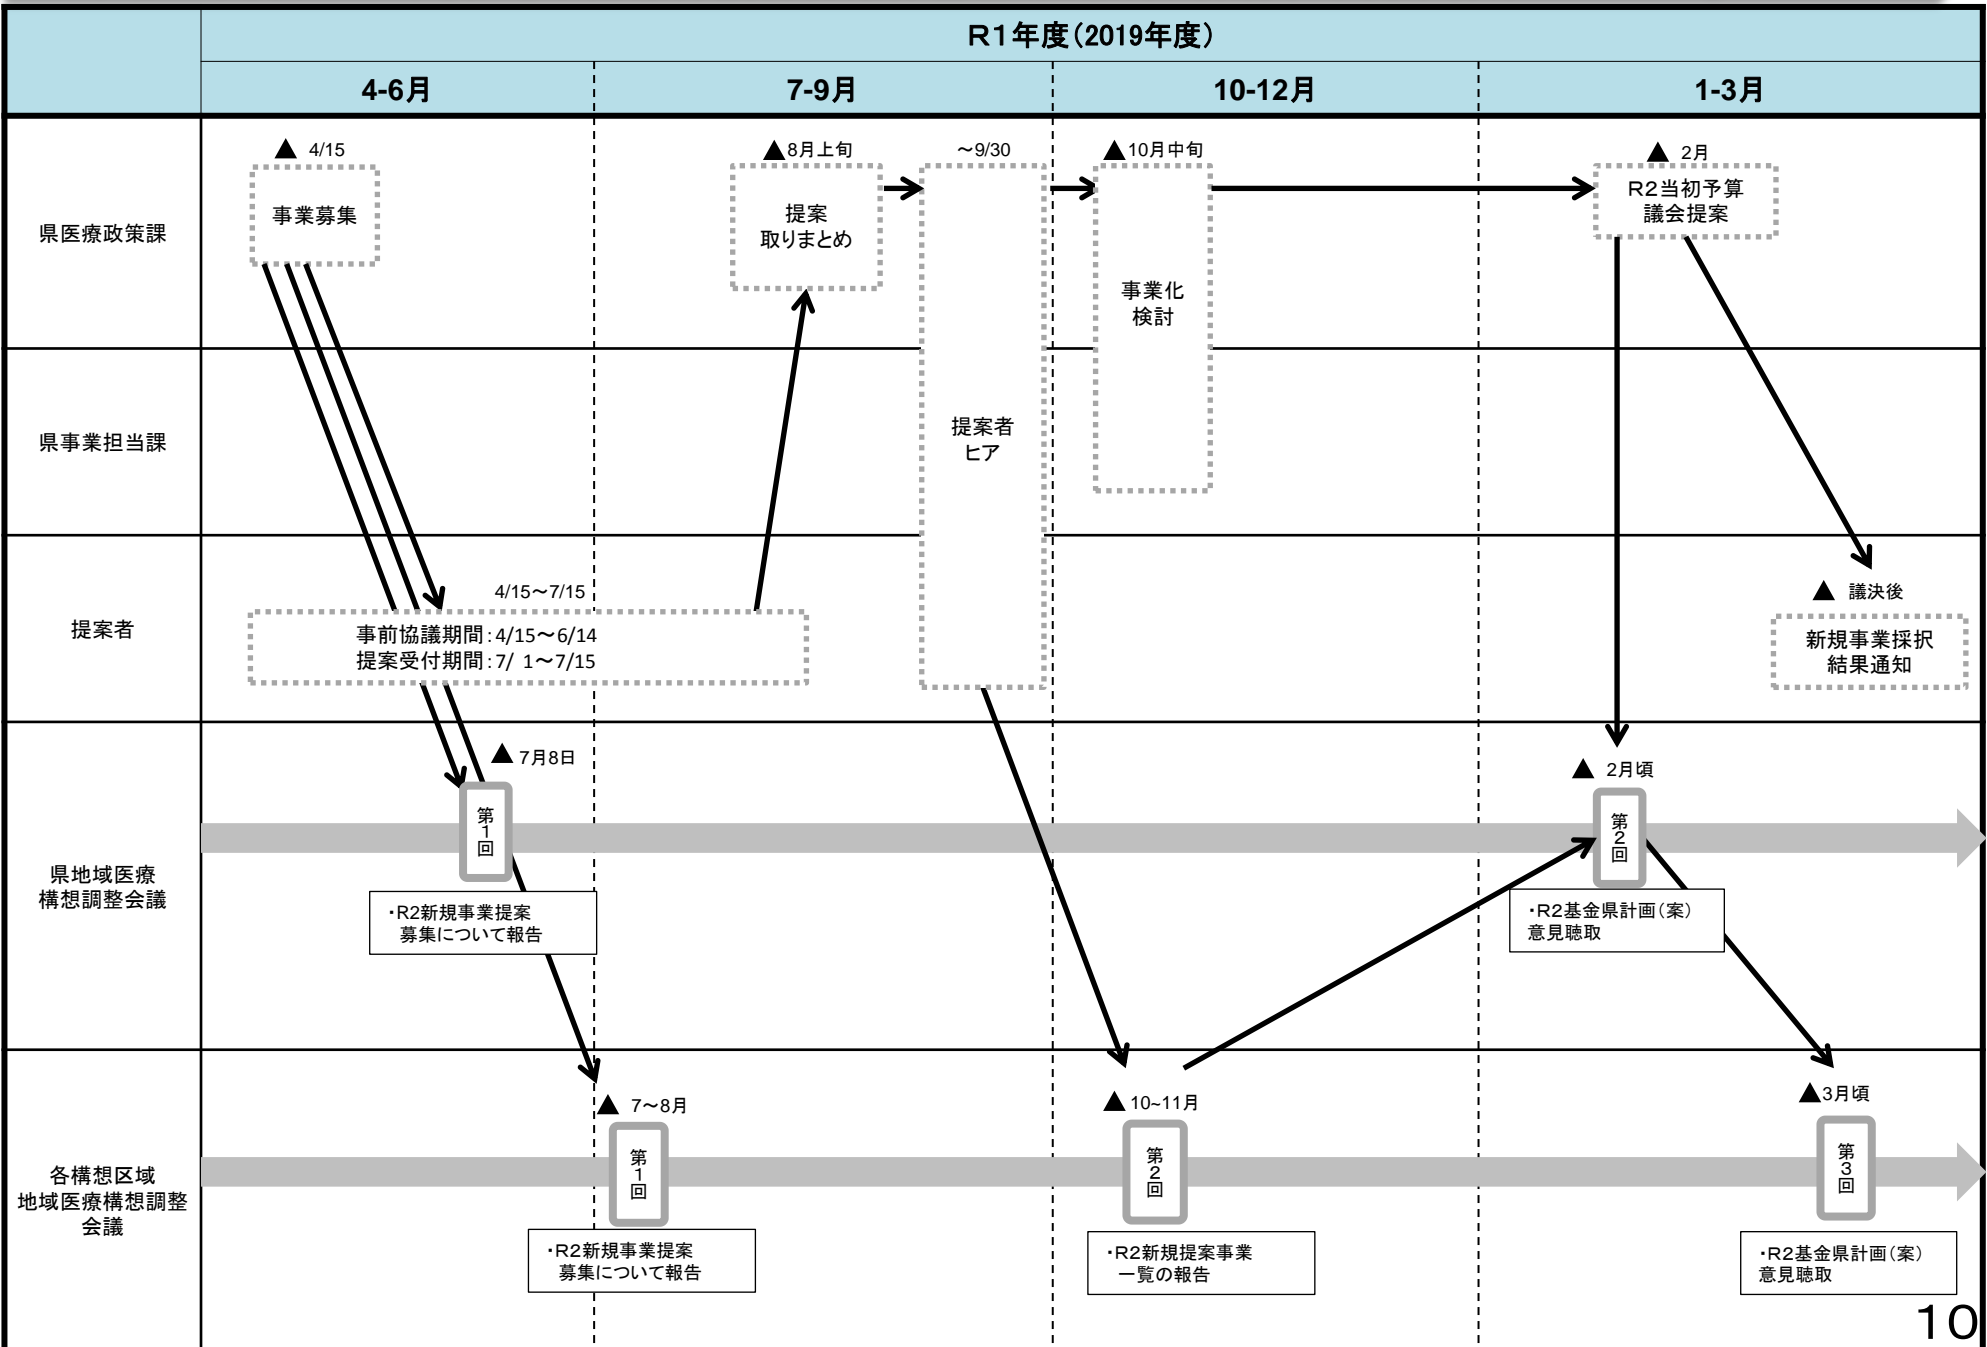 R1年度（2019年度）
4-6月
7-9月
10-12月
1-3月
県医療政策課
▲ 4/15
事業募集
▲8月上旬
提案
取りまとめ
～9/30
提案者
ヒア
▲10月中旬
事業化
検討
▲ 2月
R2当初予算
議会提案
県事業担当課
提案者
4/15～7/15
事前協議期間：4/15～6/14
提案受付期間：7/ 1～7/15
▲ 議決後
新規事業採択
結果通知
県地域医療
構想調整会議
▲ 7月8日
第1回
・R2新規事業提案
募集について報告
▲ 2月頃
第2回
・R2基金県計画（案）
意見聴取
各構想区域
地域医療構想調整
会議
▲ 7～8月
第1回
・R2新規事業提案
募集について報告
▲10~11月
第2回
・R2新規提案事業
一覧の報告
▲3月頃
第3回
・R2基金県計画（案）
意見聴取
10